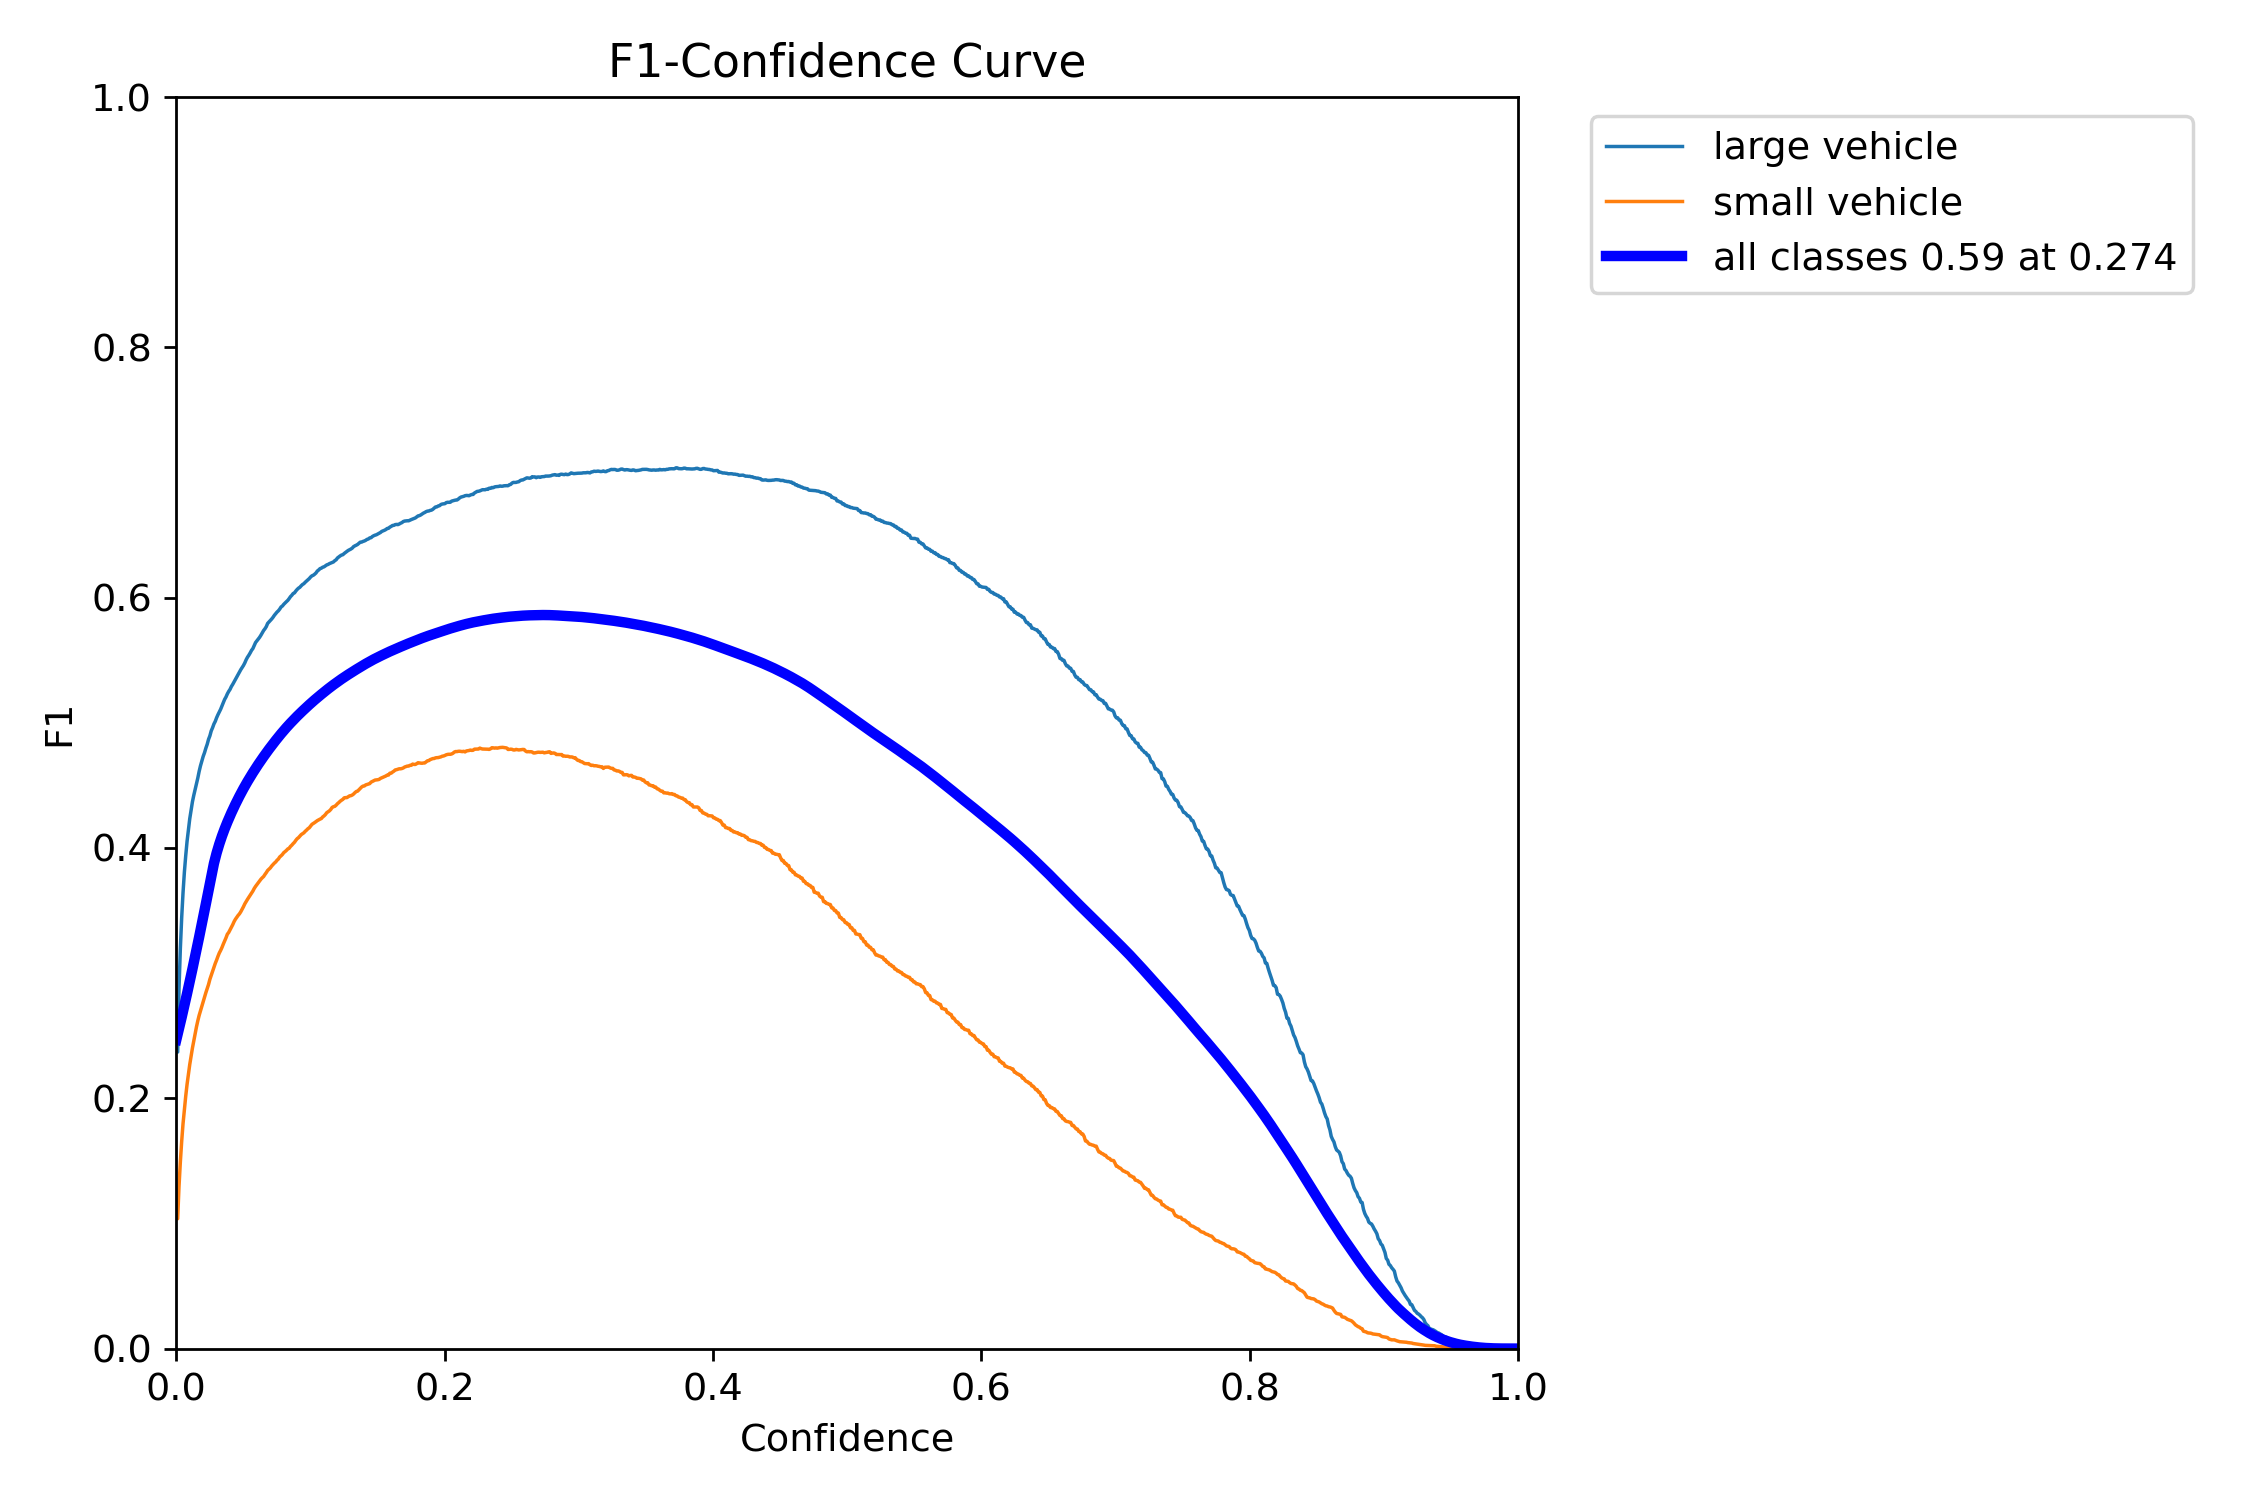 F1-Confidence Curve
1.0
0.8
0.6
0.4
0.2
0.0
F1
0.0 0.2 0.4 0.6 0.8 1.0
Confidence
large vehicle
small vehicle
all classes 0.59 at 0.274